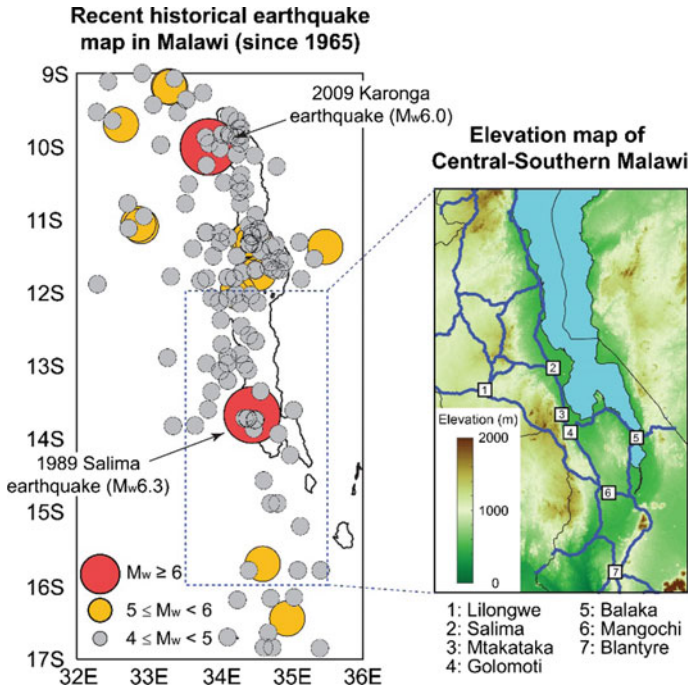 Recent historical earthquake
map in Malawi (since 1965)
9S
10S
11S
12S
13S
14S
15S
16S
17S
32E
33E
34E
35E
36E
2009 Karonga
earthquake (Mw6.0)
1989 Salima
earthquake (Mw6.3)
Mw ≥ 6
5 ≤ Mw < 6
4 ≤ Mw < 5
Elevation map of
Central-Southern Malawi
1
2
3
4
5
6
7
Elevation (m)
2000
1000
0
1: Lilongwe
2: Salima
3: Mtakataka
4: Golomoti
5: Balaka
6: Mangochi
7: Blantyre